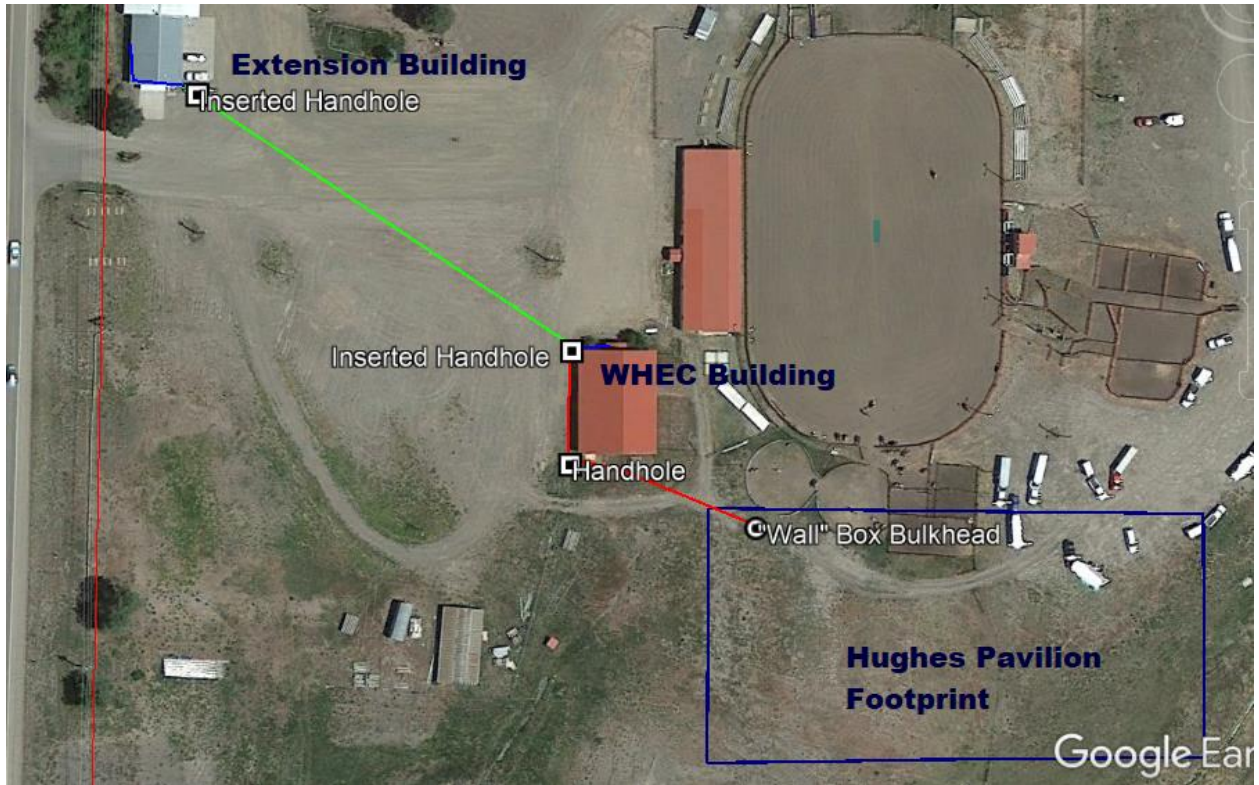 Extension Building
Inserted Handhole
Inserted Handhole
WHEC Building
Handhole
"Wall" Box Bulkhead
Hughes Pavilion
Footprint
Google Ear